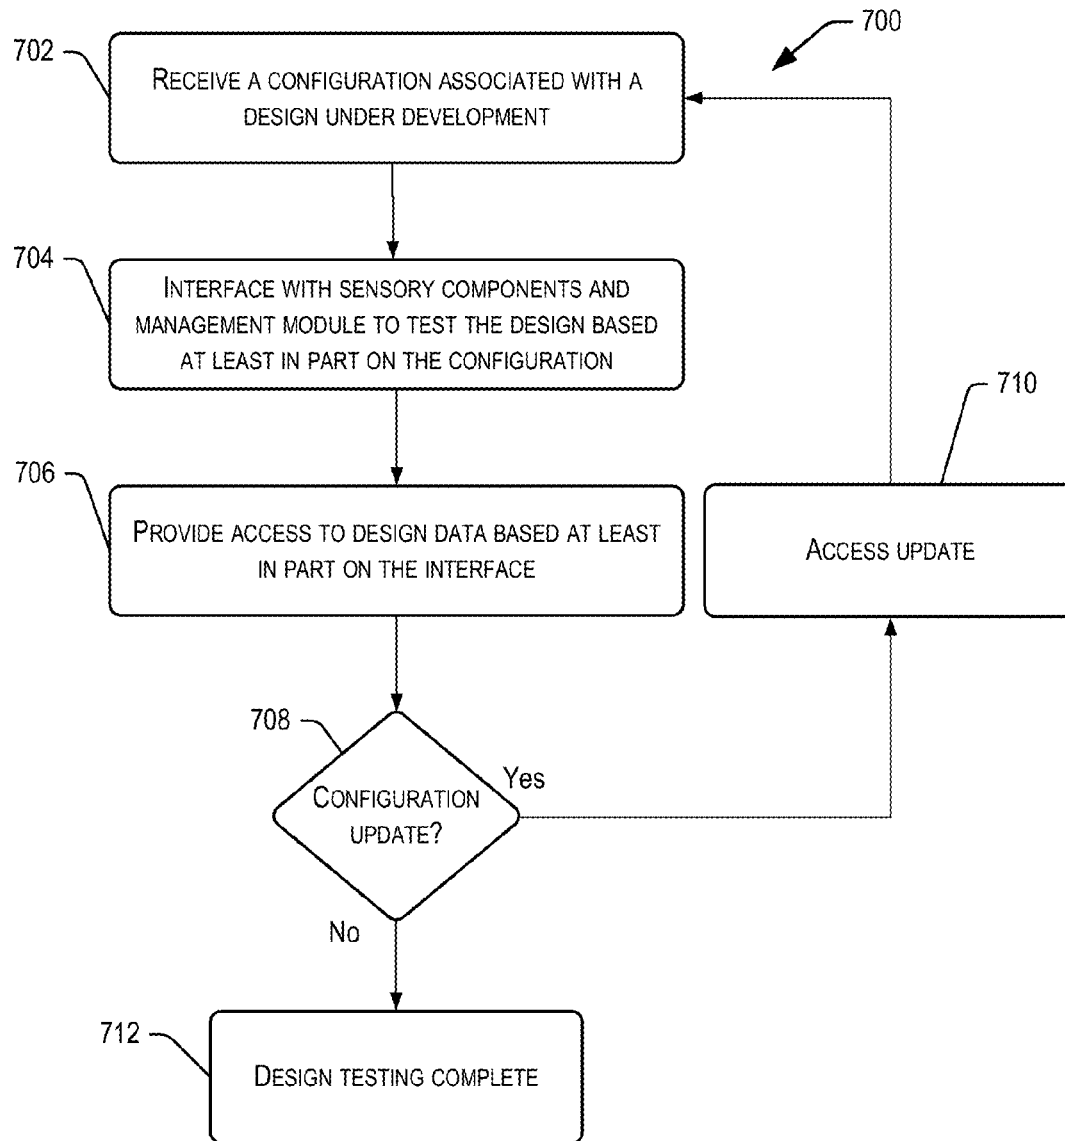 700
702
RECEIVE A CONFIGURATION ASSOCIATED WITH A
DESIGN UNDER DEVELOPMENT
704
INTERFACE WITH SENSORY COMPONENTS AND
MANAGEMENT MODULE TO TEST THE DESIGN BASED
AT LEAST IN PART ON THE CONFIGURATION
706
PROVIDE ACCESS TO DESIGN DATA BASED AT LEAST
IN PART ON THE INTERFACE
710
ACCESS UPDATE
708
CONFIGURATION
UPDATE?
Yes
No
712
DESIGN TESTING COMPLETE